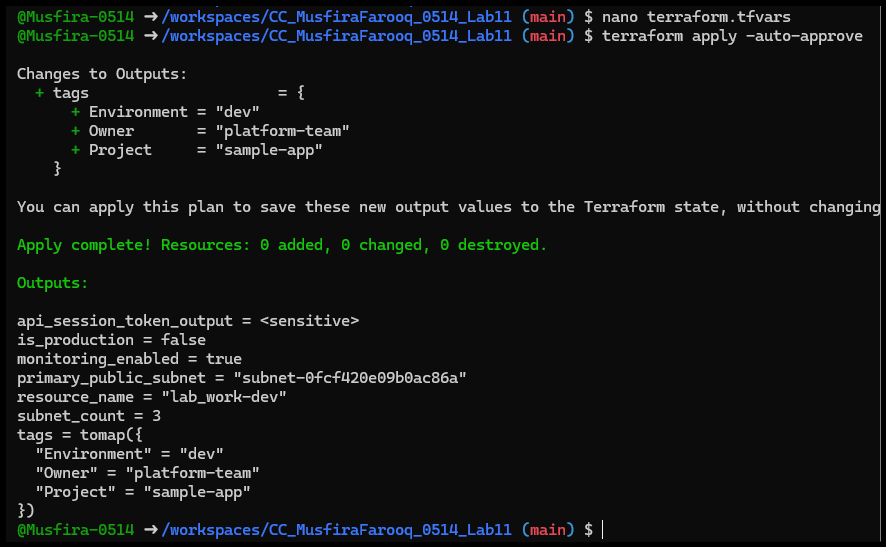 @Musfira-0514 ➜ /workspaces/CC_MusfiraFarooq_0514_Lab11 (main) $ nano terraform.tfvars
@Musfira-0514 ➜ /workspaces/CC_MusfiraFarooq_0514_Lab11 (main) $ terraform apply -auto-approve
Changes to Outputs:
  + tags                     = {
      + Environment = "dev"
      + Owner       = "platform-team"
      + Project     = "sample-app"
    }
You can apply this plan to save these new output values to the Terraform state, without changing
Apply complete! Resources: 0 added, 0 changed, 0 destroyed.
Outputs:
api_session_token_output = <sensitive>
is_production = false
monitoring_enabled = true
primary_public_subnet = "subnet-0fcf420e09b0ac86a"
resource_name = "lab_work-dev"
subnet_count = 3
tags = tomap({
  "Environment" = "dev"
  "Owner" = "platform-team"
  "Project" = "sample-app"
})
@Musfira-0514 ➜ /workspaces/CC_MusfiraFarooq_0514_Lab11 (main) $